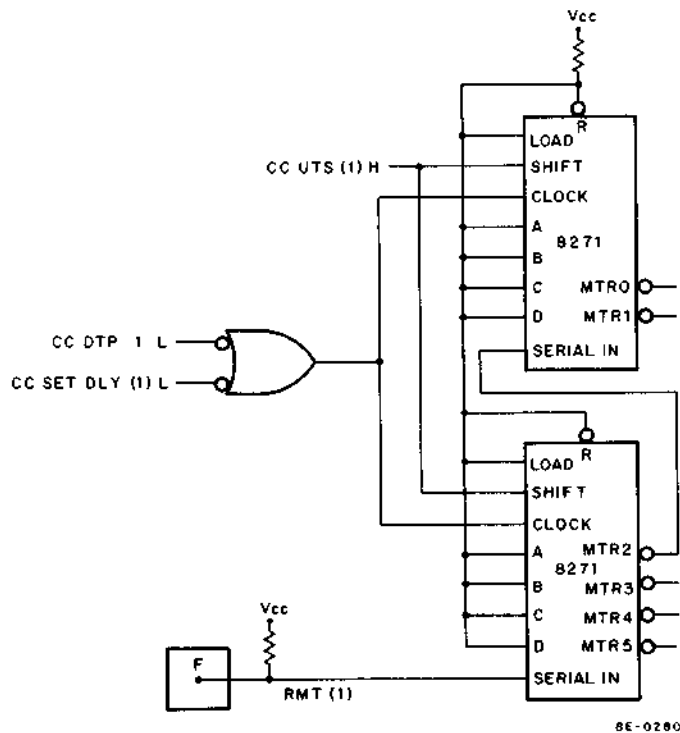 Vcc
R
LOAD
CC UTS (1) H
SHIFT
CLOCK
A
8271
B
C
MTR0
D
MTR1
SERIAL IN
CC DTP 1 L
CC SET DLY (1) L
R
LOAD
SHIFT
CLOCK
A
MTR2
8271
B
MTR3
C
MTR4
D
MTR5
SERIAL IN
Vcc
F
RMT (1)
8E-0280